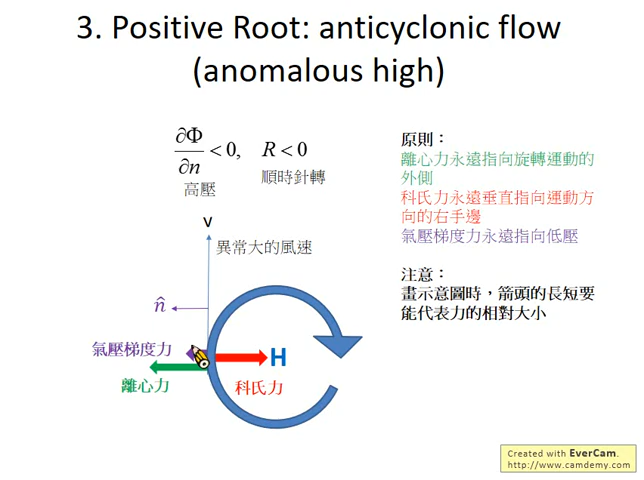 3. Positive Root: anticyclonic flow
(anomalous high)
∂Φ/∂n < 0, R < 0
高壓 順時針轉
原則：
離心力永遠指向旋轉運動的
外側
科氏力永遠垂直指向運動方
向的右手邊
氣壓梯度力永遠指向低壓
注意：
畫示意圖時，箭頭的長短要
能代表力的相對大小
V
異常大的風速
n̂
氣壓梯度力
H
離心力
科氏力
Created with EverCam.
http://www.camdemy.com